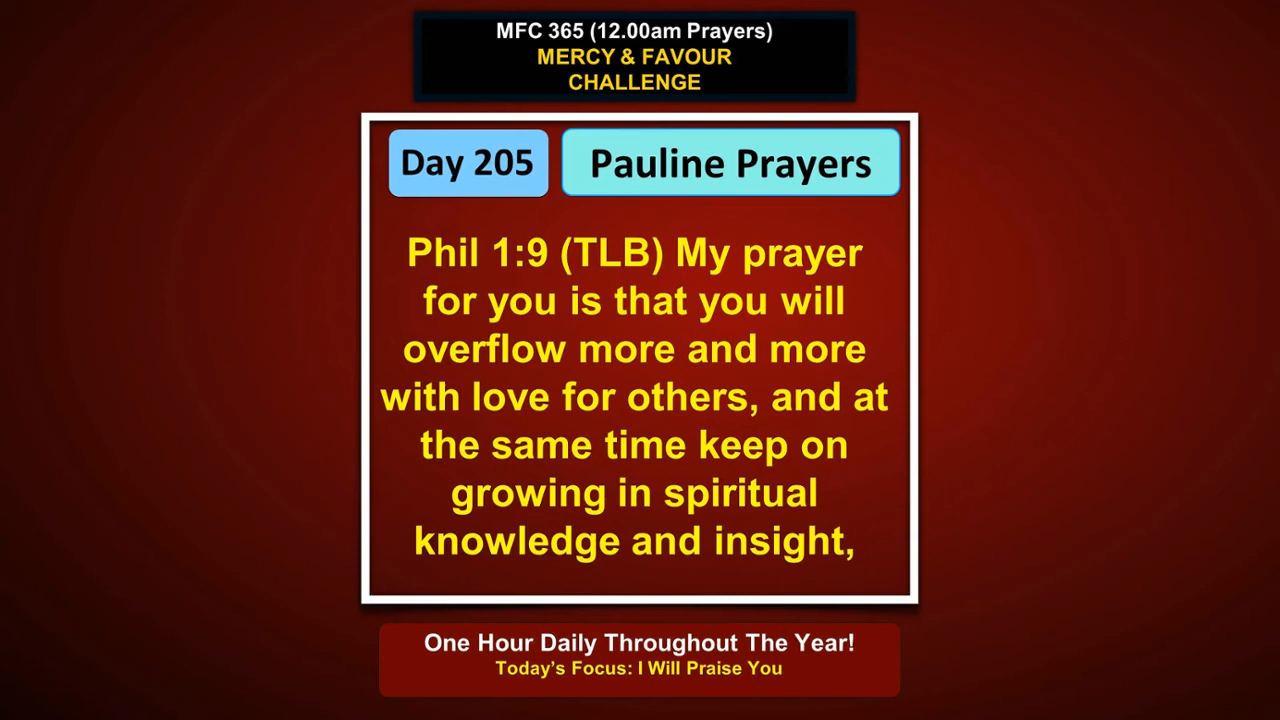 MFC 365 (12.00am Prayers)
MERCY & FAVOUR
CHALLENGE
Day 205
Pauline Prayers
Phil 1:9 (TLB) My prayer
for you is that you will
overflow more and more
with love for others, and at
the same time keep on
growing in spiritual
knowledge and insight,
One Hour Daily Throughout The Year!
Today’s Focus: I Will Praise You